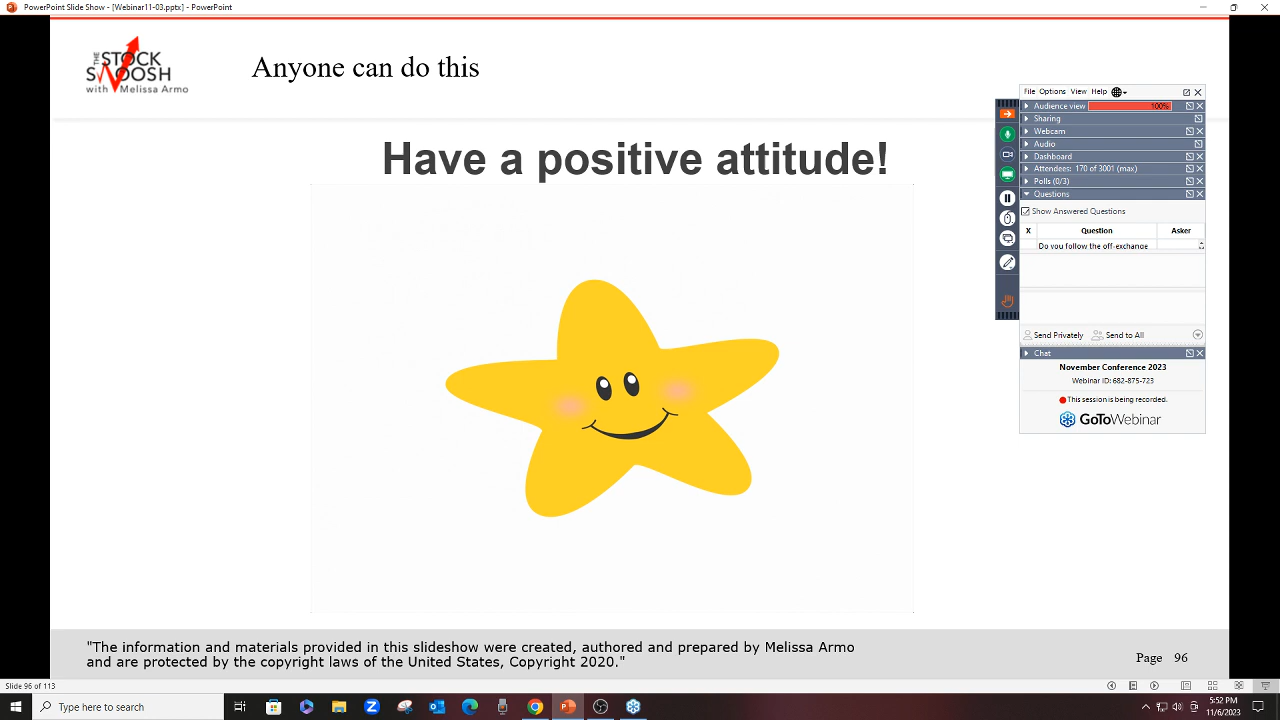 PowerPoint Slide Show - [Webinar11-03.pptx] - PowerPoint
THE
STOCK
SWOOSH
with Melissa Armo
Anyone can do this
Have a positive attitude!
File Options View Help
Audience view 100%
Sharing
Webcam
Audio
Dashboard
Attendees: 170 of 3001 (max)
Polls (0/3)
Questions
Show Answered Questions
X Question Asker
Do you follow the off-exchange
Send Privately Send to All
Chat
November Conference 2023
Webinar ID: 682-875-723
This session is being recorded.
GoToWebinar
"The information and materials provided in this slideshow were created, authored and prepared by Melissa Armo
and are protected by the copyright laws of the United States, Copyright 2020."
Page 96
Slide 96 of 113
Type here to search
5:52 PM
11/6/2023